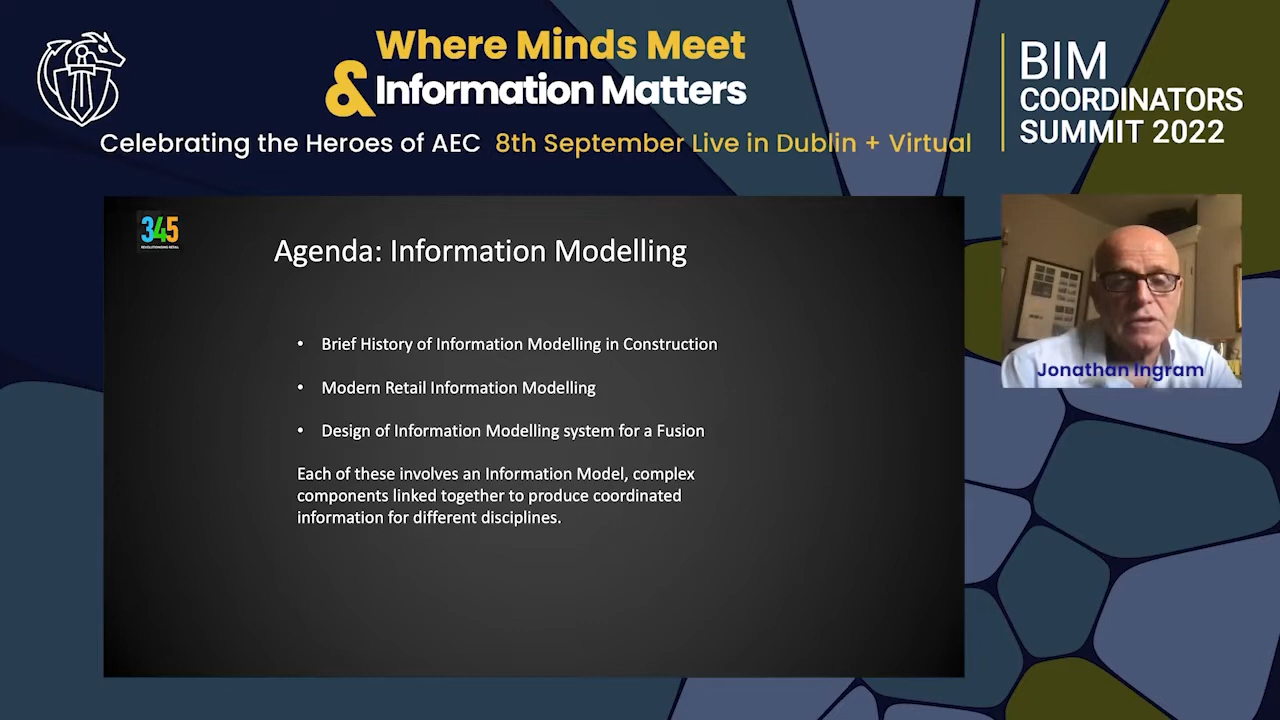 Where Minds Meet
& Information Matters
Celebrating the Heroes of AEC 8th September Live in Dublin + Virtual
BIM
COORDINATORS
SUMMIT 2022
345
REVOLUTIONISING RETAIL
Agenda: Information Modelling
• Brief History of Information Modelling in Construction
• Modern Retail Information Modelling
• Design of Information Modelling system for a Fusion
Each of these involves an Information Model, complex
components linked together to produce coordinated
information for different disciplines.
Jonathan Ingram